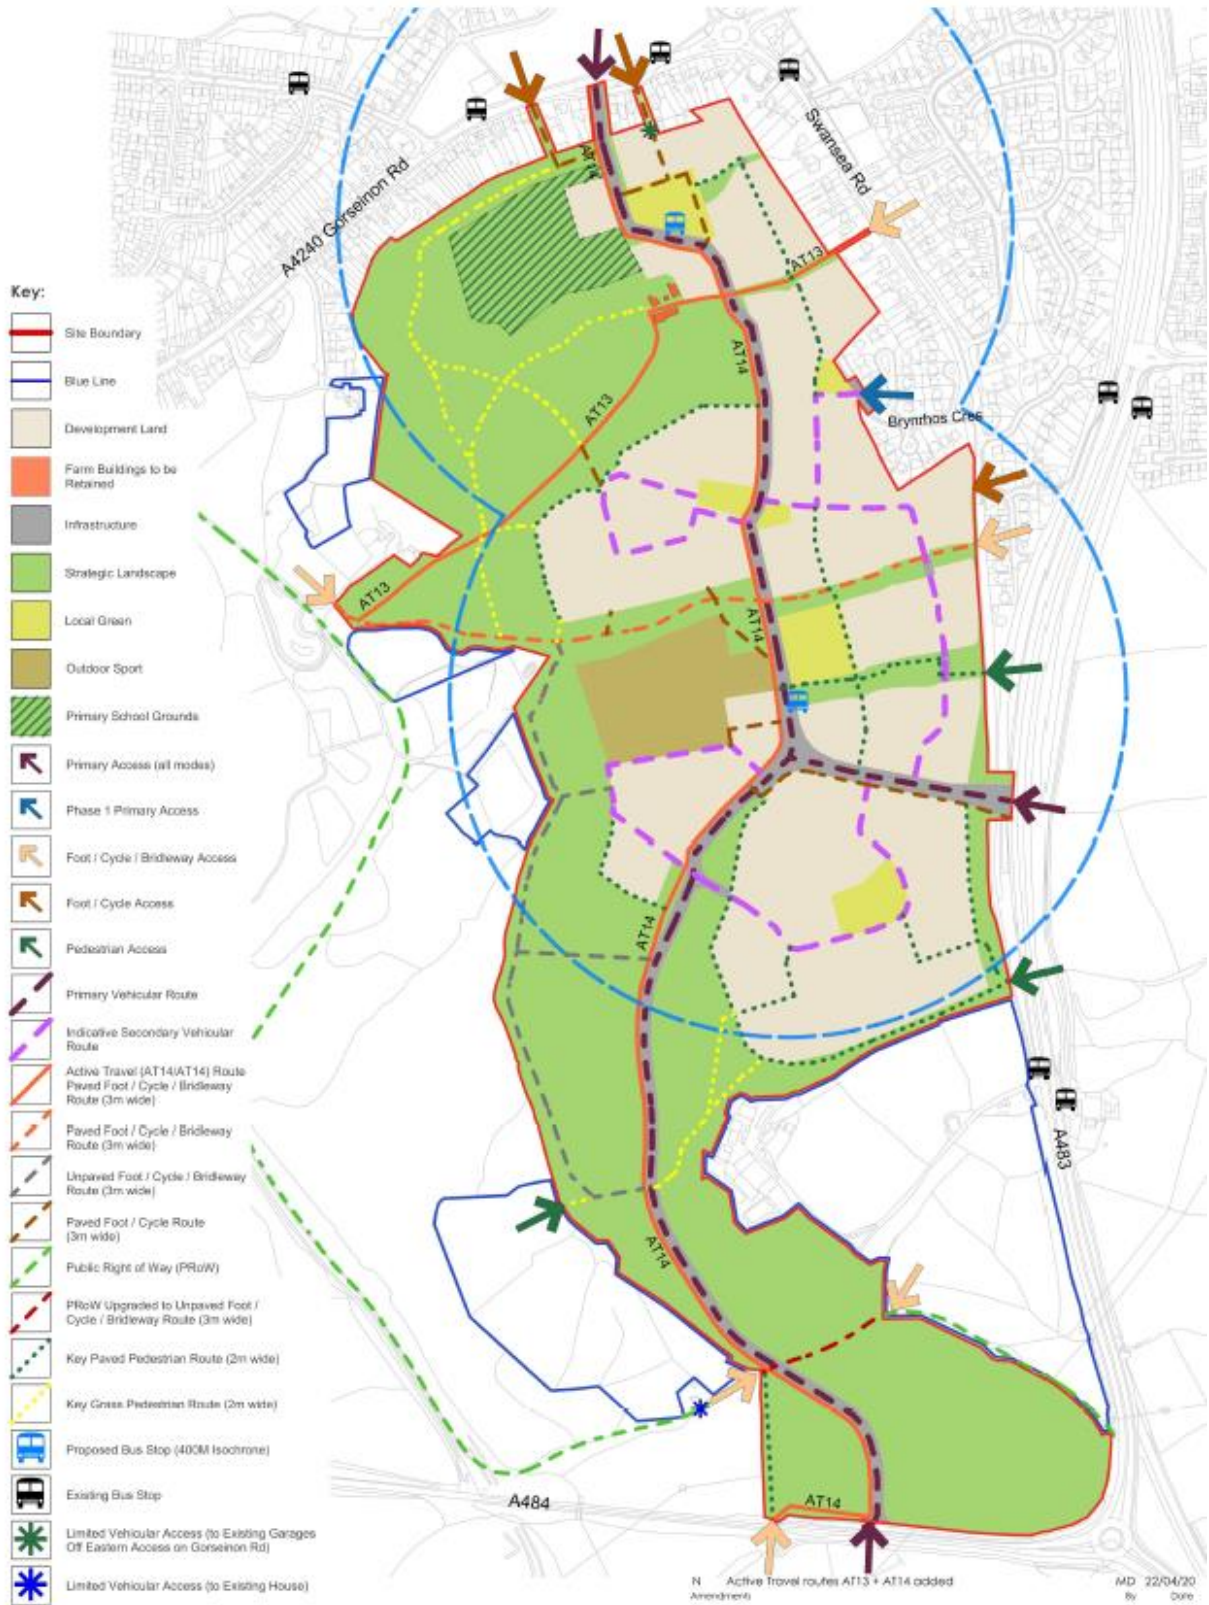 A4240 Gorseinon Rd
Swansea Rd
AT14
AT13
AT14
AT13
Brynrhos Cres
AT13
AT14
AT14
A483
AT14
AT14
A484
Key:
Site Boundary
Blue Line
Development Land
Farm Buildings to be
Retained
Infrastructure
Strategic Landscape
Local Green
Outdoor Sport
Primary School Grounds
Primary Access (all modes)
Phase 1 Primary Access
Foot / Cycle / Bridleway Access
Foot / Cycle Access
Pedestrian Access
Primary Vehicular Route
Indicative Secondary Vehicular
Route
Active Travel (AT14/AT14) Route
Paved Foot / Cycle / Bridleway
Route (3m wide)
Paved Foot / Cycle / Bridleway
Route (3m wide)
Unpaved Foot / Cycle / Bridleway
Route (3m wide)
Paved Foot / Cycle Route
(3m wide)
Public Right of Way (PRoW)
PRoW Upgraded to Unpaved Foot /
Cycle / Bridleway Route (3m wide)
Key Paved Pedestrian Route (2m wide)
Key Grass Pedestrian Route (2m wide)
Proposed Bus Stop (400M Isochrone)
Existing Bus Stop
Limited Vehicular Access (to Existing Garages
Off Eastern Access on Gorseinon Rd)
Limited Vehicular Access (to Existing House)
N Active Travel routes AT13 + AT14 added MD 22/04/20
Amendments By Date